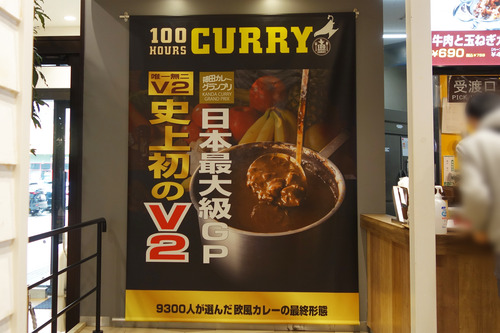 100 HOURS CURRY
唯一無二 V2
神田カレーグランプリ
KANDA CURRY GRAND PRIX
日本最大級GP
史上初のV2
9300人が選んだ欧風カレーの最終形態
牛肉と玉ねぎ
¥690
受渡口
PICK